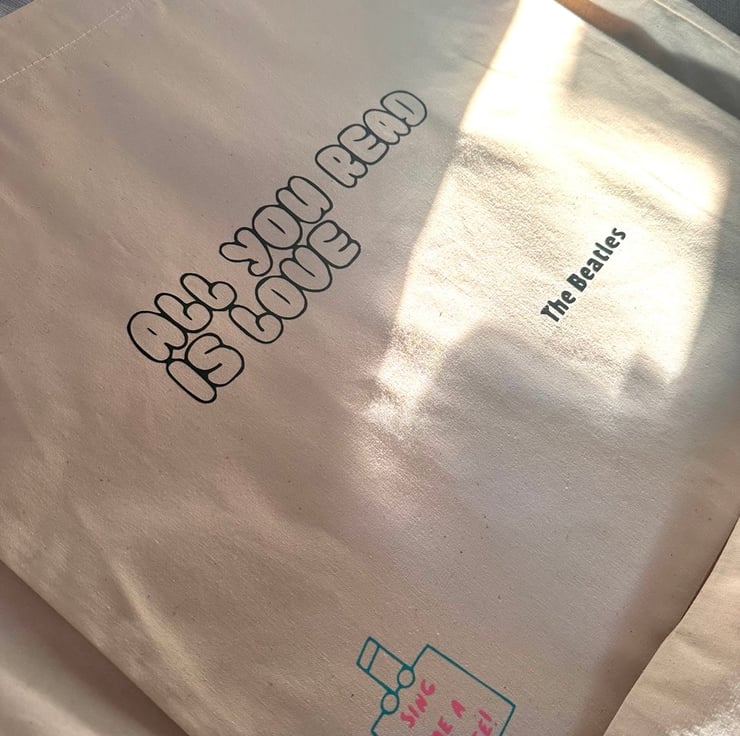 ALL YOU READ
IS LOVE
The Beatles
SING
A